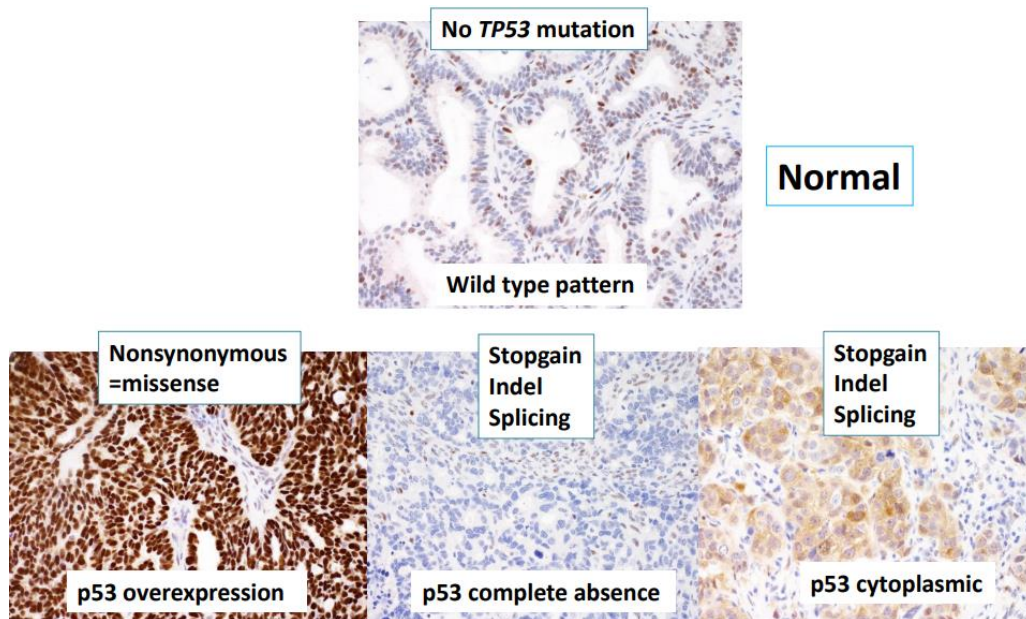 No TP53 mutation
Normal
Wild type pattern
Nonsynonymous
=missense
Stopgain
Indel
Splicing
Stopgain
Indel
Splicing
p53 overexpression
p53 complete absence
p53 cytoplasmic